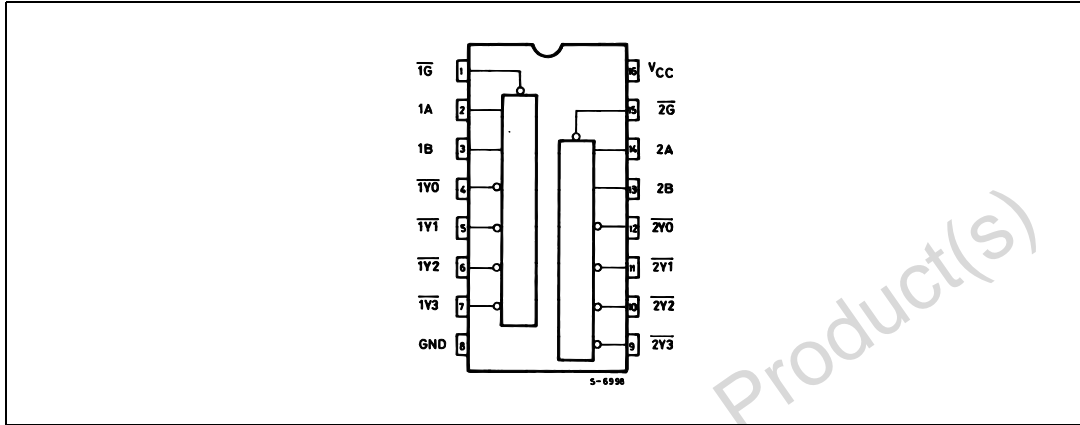 1G̅ 1 16 VCC
1A 2 15 2G̅
1B 3 14 2A
1Y0 4 13 2B
1Y1 5 12 2Y0
1Y2 6 11 2Y1
1Y3 7 10 2Y2
GND 8 9 2Y3
S-6998
Product(s)